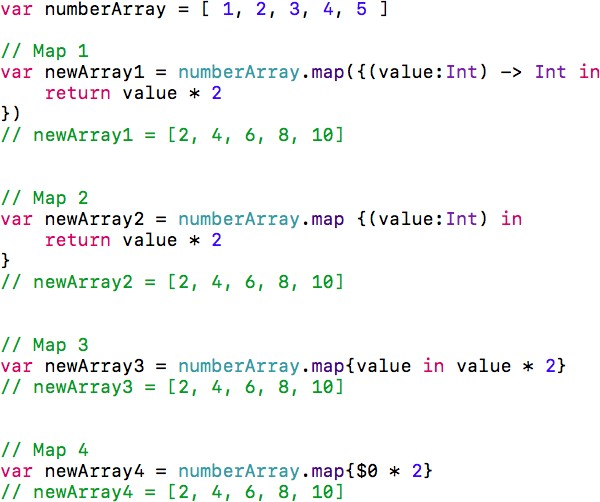 var numberArray = [ 1, 2, 3, 4, 5 ]
// Map 1
var newArray1 = numberArray.map({(value:Int) -> Int in
    return value * 2
})
// newArray1 = [2, 4, 6, 8, 10]
// Map 2
var newArray2 = numberArray.map {(value:Int) in
    return value * 2
}
// newArray2 = [2, 4, 6, 8, 10]
// Map 3
var newArray3 = numberArray.map{value in value * 2}
// newArray3 = [2, 4, 6, 8, 10]
// Map 4
var newArray4 = numberArray.map{$0 * 2}
// newArray4 = [2, 4, 6, 8, 10]